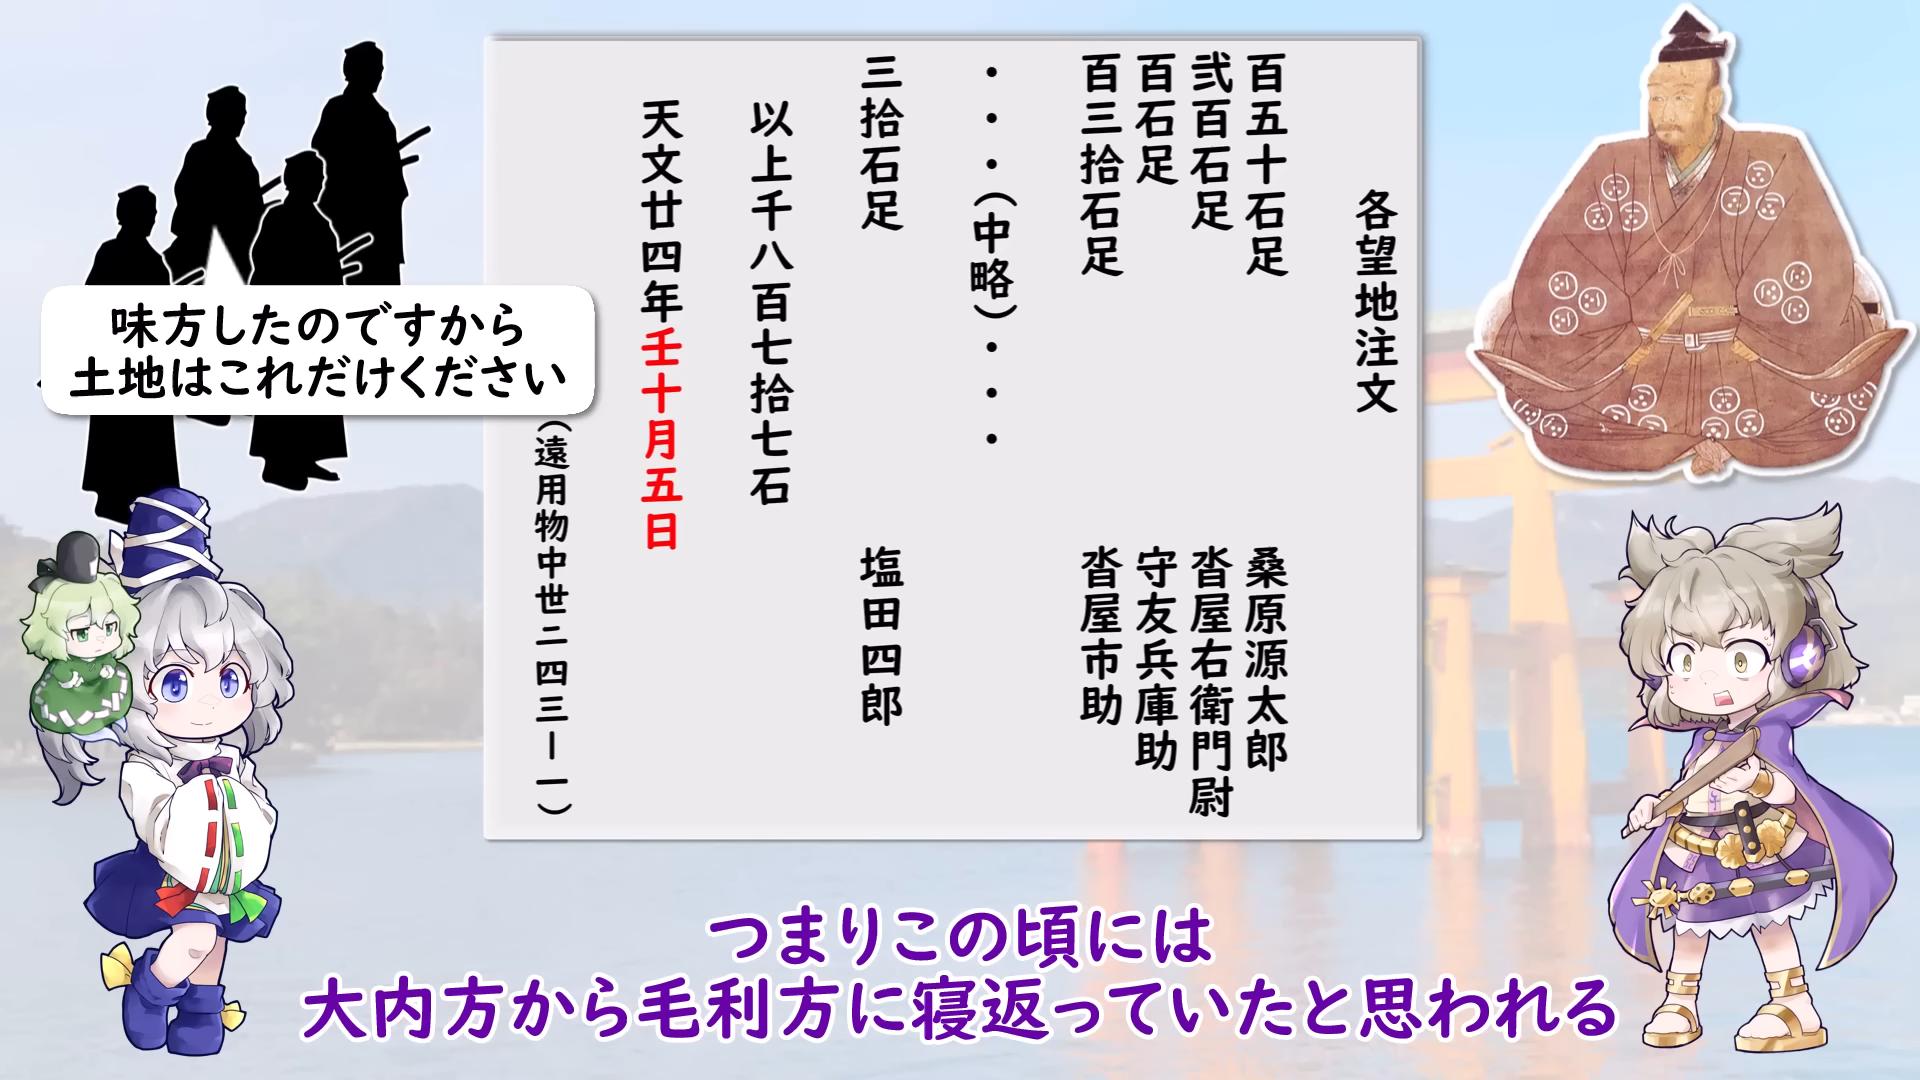 各望地注文
百五十石足 桑原源太郎
弐百石足 沓屋右衛門尉
百石足 守友兵庫助
百三拾石足 沓屋市助
・・・（中略）・・・
三拾石足 塩田四郎
以上千八百七拾七石
天文廿四年壬十月五日
（遠用物中世二四三ー一）
味方したのですから
土地はこれだけください
つまりこの頃には
大内方から毛利方に寝返っていたと思われる